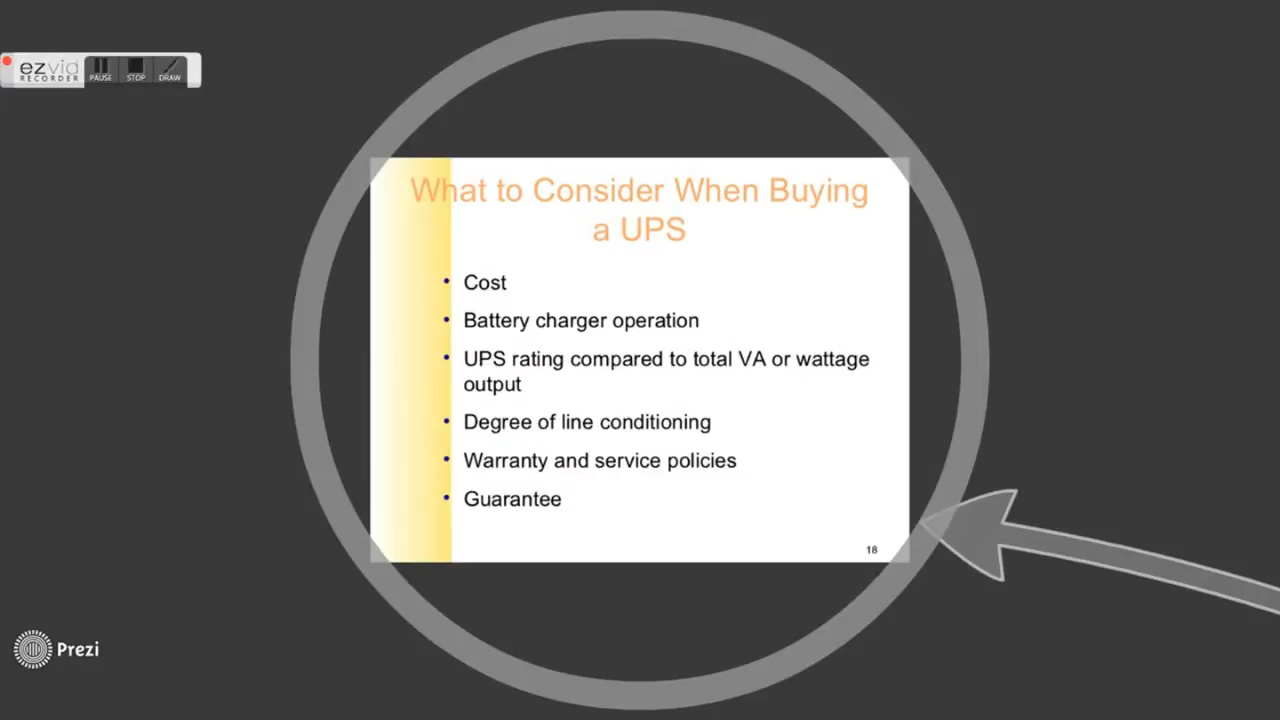 ezvid
RECORDER
PAUSE
STOP
DRAW
What to Consider When Buying
a UPS
• Cost
• Battery charger operation
• UPS rating compared to total VA or wattage
output
• Degree of line conditioning
• Warranty and service policies
• Guarantee
18
Prezi